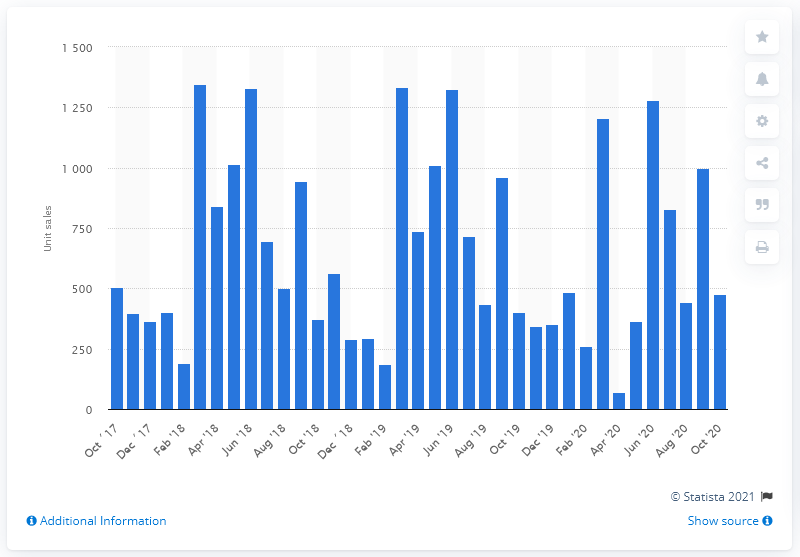 1 500
1 250
1 000
750
500
250
0
Unit sales
Oct '17
Dec '17
Feb '18
Apr '18
Jun '18
Aug '18
Oct '18
Dec '18
Feb '19
Apr '19
Jun '19
Aug '19
Oct '19
Dec '19
Feb '20
Apr '20
Jun '20
Aug '20
Oct '20
© Statista 2021
Additional Information
Show source